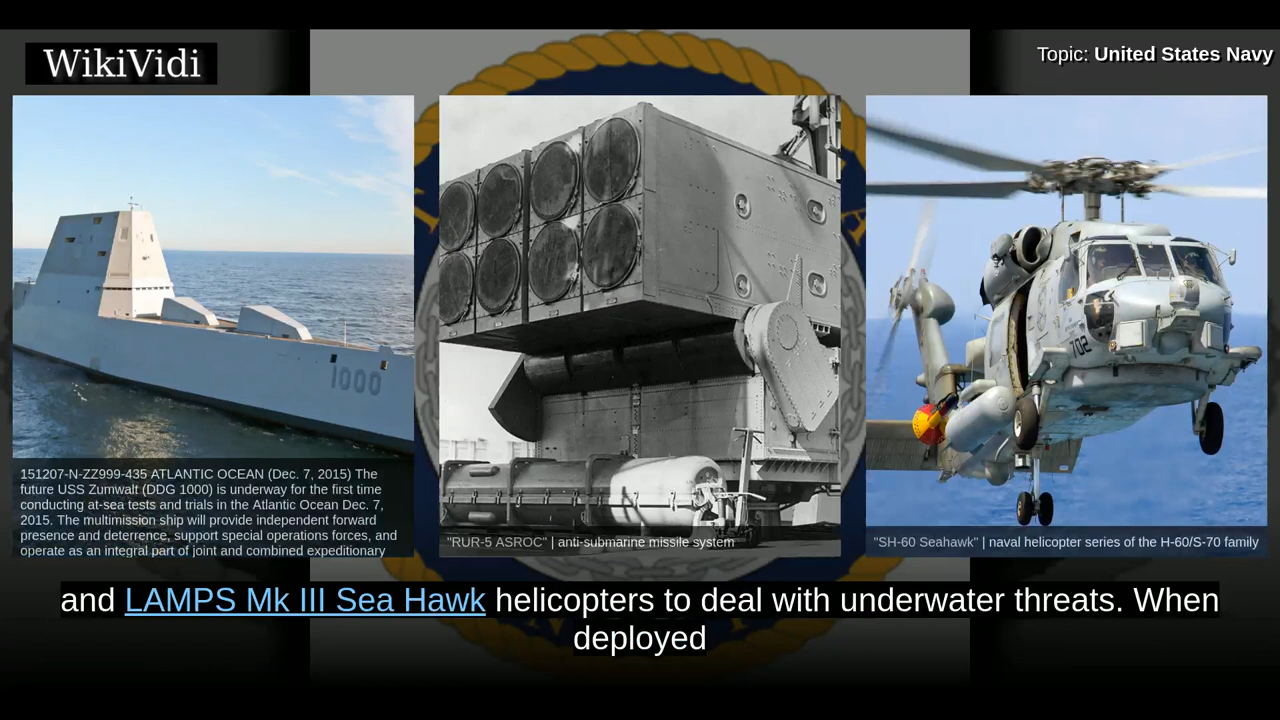 WikiVidi
Topic: United States Navy
1000
702
151207-N-ZZ999-435 ATLANTIC OCEAN (Dec. 7, 2015) The
future USS Zumwalt (DDG 1000) is underway for the first time
conducting at-sea tests and trials in the Atlantic Ocean Dec. 7,
2015. The multimission ship will provide independent forward
presence and deterrence, support special operations forces, and
operate as an integral part of joint and combined expeditionary
"RUR-5 ASROC" | anti-submarine missile system
"SH-60 Seahawk" | naval helicopter series of the H-60/S-70 family
and LAMPS Mk III Sea Hawk helicopters to deal with underwater threats. When
deployed